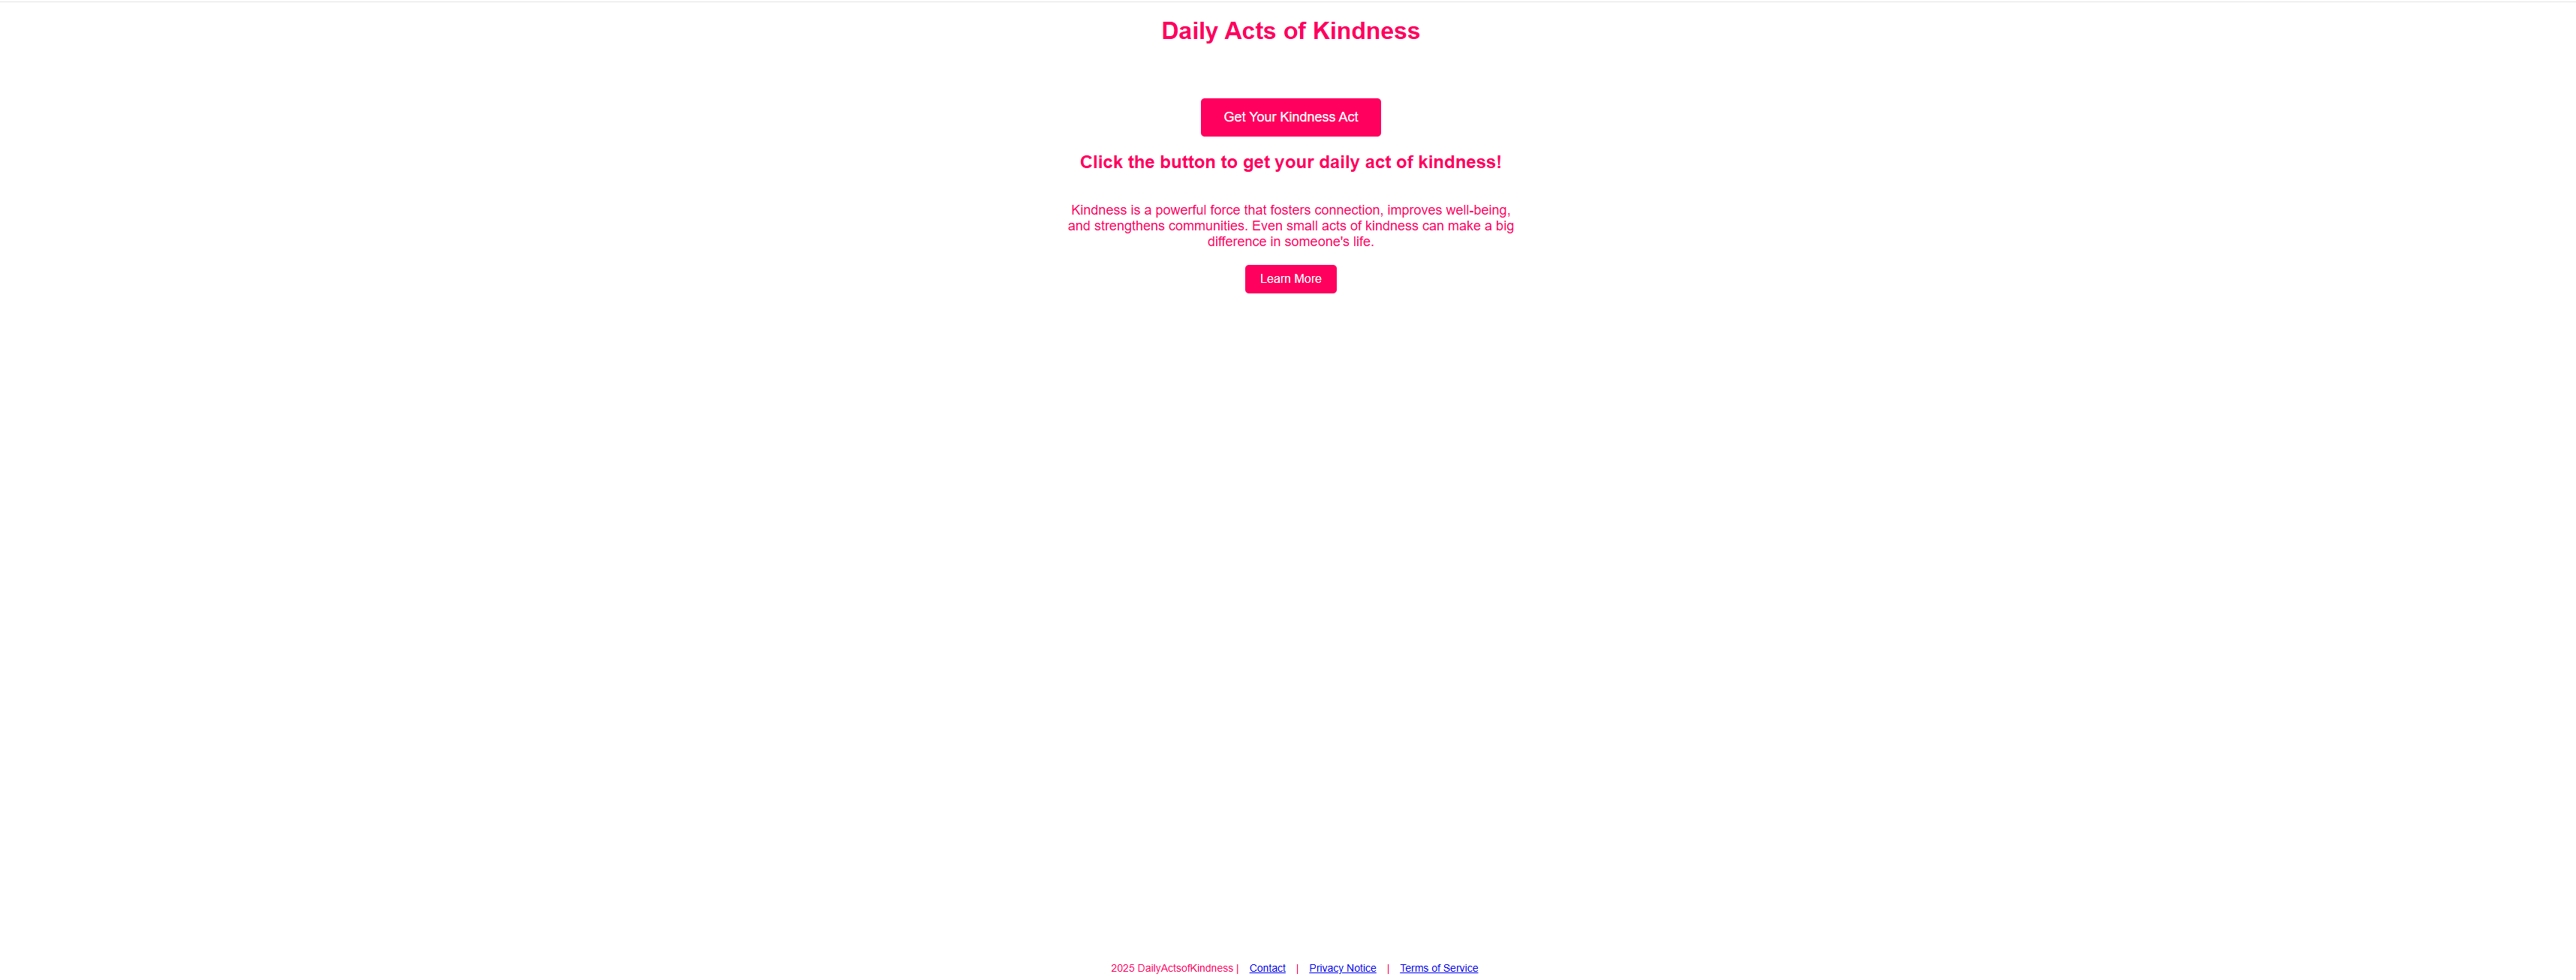 Daily Acts of Kindness
Get Your Kindness Act
Click the button to get your daily act of kindness!
Kindness is a powerful force that fosters connection, improves well-being,
and strengthens communities. Even small acts of kindness can make a big
difference in someone's life.
Learn More
2025 DailyActsofKindness | Contact | Privacy Notice | Terms of Service